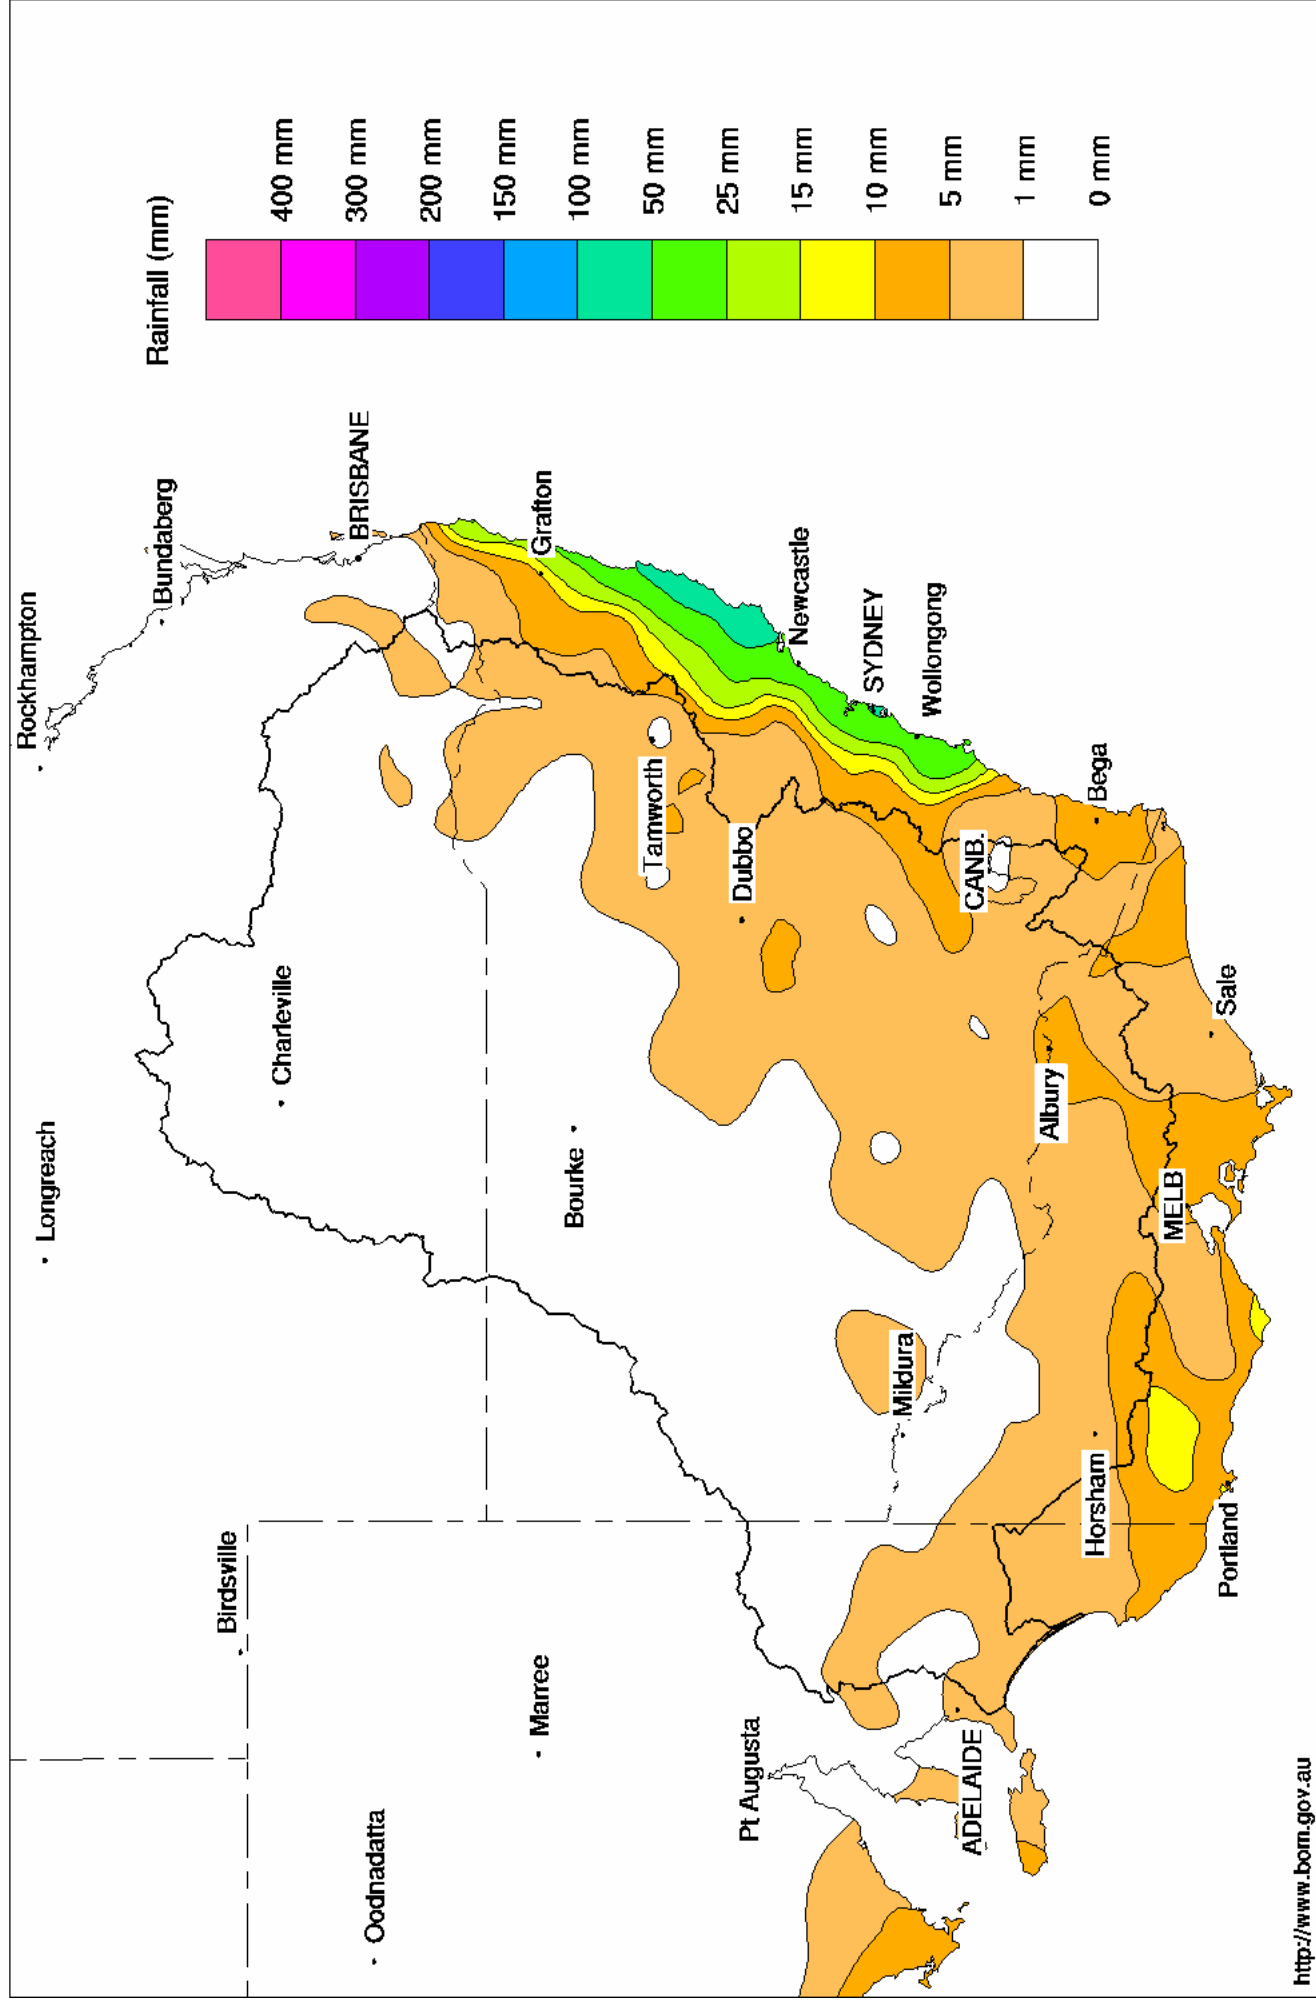 Rockhampton
Longreach
Bundaberg
BRISBANE
Charleville
Birdsville
Oodnadatta
Grafton
Bourke
Marree
Tamworth
Newcastle
Dubbo
SYDNEY
Pt Augusta
Wollongong
Mildura
CANB.
ADELAIDE
Albury
Bega
Horsham
MELB
Sale
Portland
Rainfall (mm)
400 mm
300 mm
200 mm
150 mm
100 mm
50 mm
25 mm
15 mm
10 mm
5 mm
1 mm
0 mm
http://www.bom.gov.au